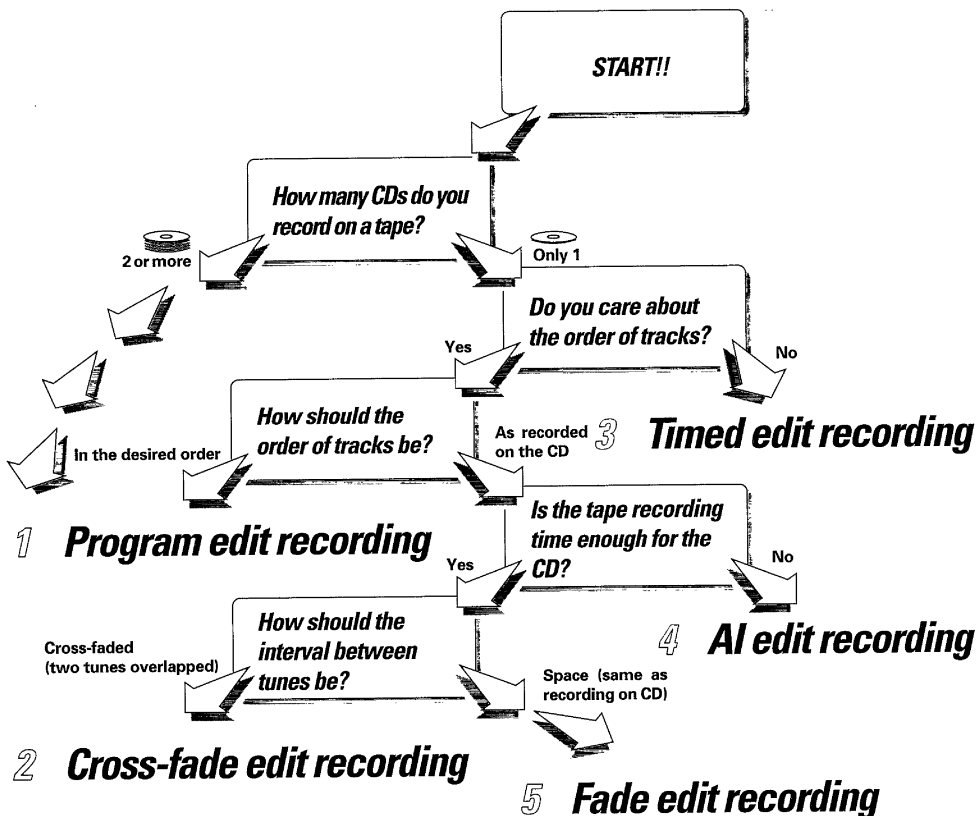 START!!
How many CDs do you
record on a tape?
2 or more
Only 1
Do you care about
the order of tracks?
Yes
No
How should the
order of tracks be?
In the desired order
As recorded
on the CD
3 Timed edit recording
1 Program edit recording
Is the tape recording
time enough for the
CD?
Yes
No
4 AI edit recording
How should the
interval between
tunes be?
Cross-faded
(two tunes overlapped)
Space (same as
recording on CD)
2 Cross-fade edit recording
5 Fade edit recording